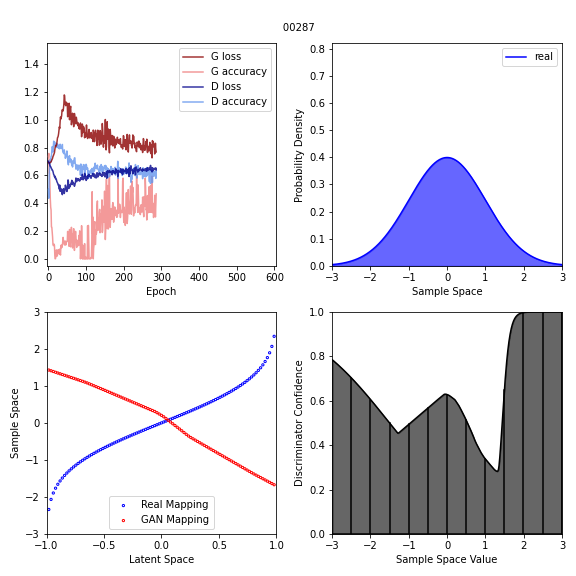 00287
1.4
1.2
1.0
0.8
0.6
0.4
0.2
0.0
0 100 200 300 400 500 600
Epoch
G loss
G accuracy
D loss
D accuracy
0.8
0.7
0.6
0.5
0.4
0.3
0.2
0.1
0.0
Probability Density
−3 −2 −1 0 1 2 3
Sample Space
real
3
2
1
0
−1
−2
−3
Sample Space
−1.0 −0.5 0.0 0.5 1.0
Latent Space
Real Mapping
GAN Mapping
1.0
0.8
0.6
0.4
0.2
0.0
Discriminator Confidence
−3 −2 −1 0 1 2 3
Sample Space Value